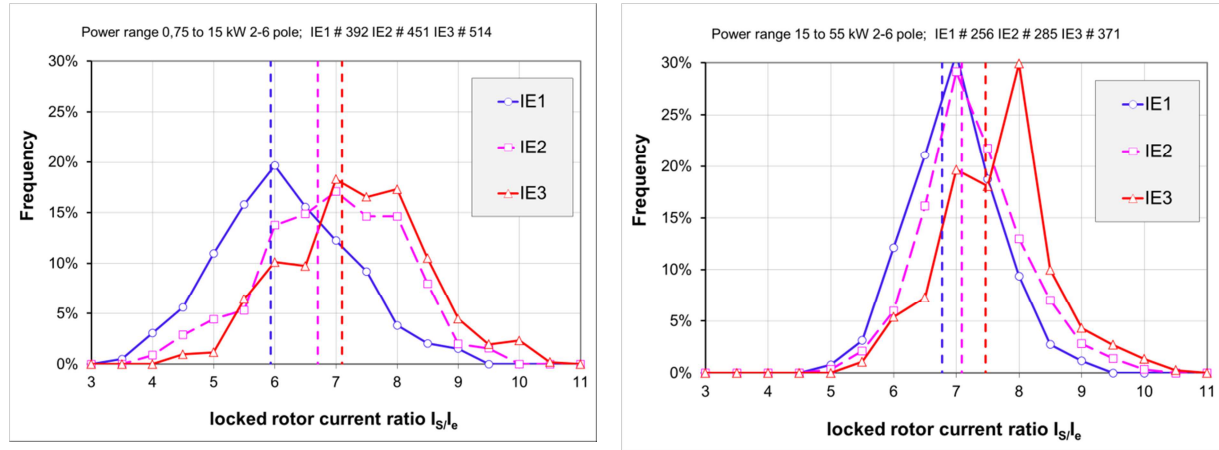 Power range 0,75 to 15 kW 2-6 pole; IE1 # 392 IE2 # 451 IE3 # 514
30%
25%
20%
15%
10%
5%
0%
Frequency
IE1
IE2
IE3
3 4 5 6 7 8 9 10 11
locked rotor current ratio IS/Ie
Power range 15 to 55 kW 2-6 pole; IE1 # 256 IE2 # 285 IE3 # 371
30%
25%
20%
15%
10%
5%
0%
Frequency
IE1
IE2
IE3
3 4 5 6 7 8 9 10 11
locked rotor current ratio IS/Ie